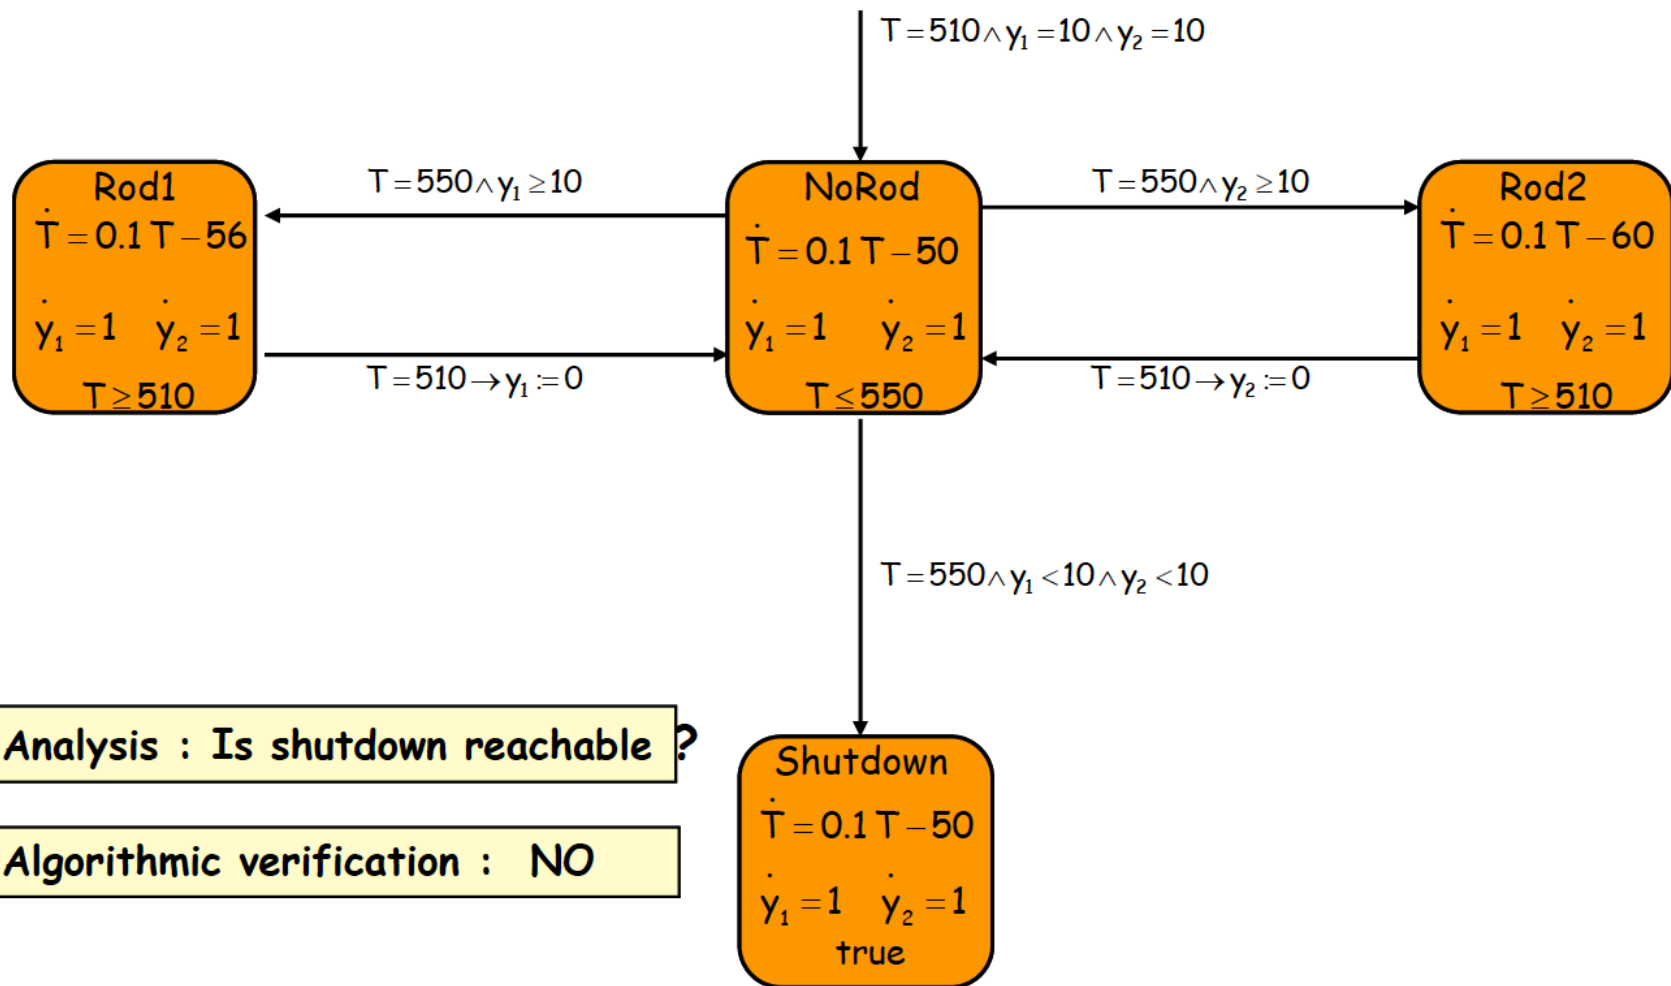 T = 510 ∧ y₁ = 10 ∧ y₂ = 10
Rod1
Ṫ = 0.1 T − 56
ẏ₁ = 1 ẏ₂ = 1
T ≥ 510
T = 550 ∧ y₁ ≥ 10
T = 510 → y₁ := 0
NoRod
Ṫ = 0.1 T − 50
ẏ₁ = 1 ẏ₂ = 1
T ≤ 550
T = 550 ∧ y₂ ≥ 10
T = 510 → y₂ := 0
Rod2
Ṫ = 0.1 T − 60
ẏ₁ = 1 ẏ₂ = 1
T ≥ 510
T = 550 ∧ y₁ < 10 ∧ y₂ < 10
Analysis : Is shutdown reachable ?
Algorithmic verification : NO
Shutdown
Ṫ = 0.1 T − 50
ẏ₁ = 1 ẏ₂ = 1
true